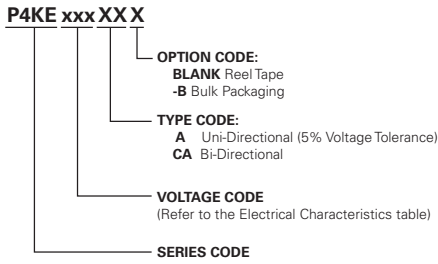 P4KE xxx XX X
OPTION CODE:
BLANK Reel Tape
-B Bulk Packaging
TYPE CODE:
A Uni-Directional (5% Voltage Tolerance)
CA Bi-Directional
VOLTAGE CODE
(Refer to the Electrical Characteristics table)
SERIES CODE